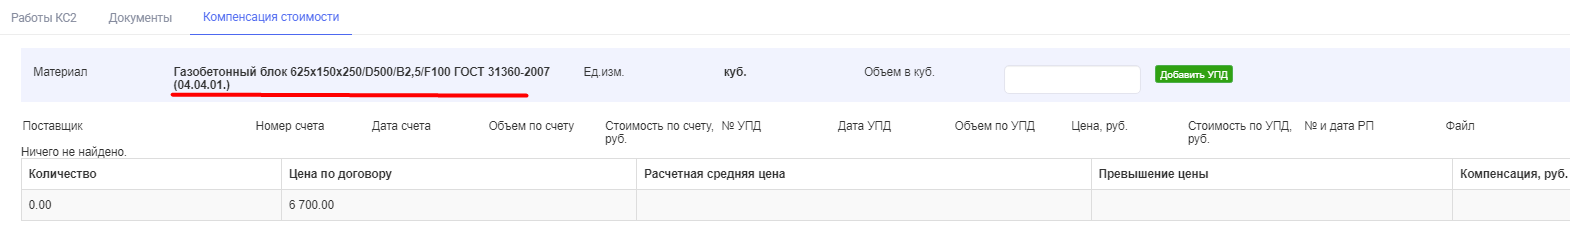 Работы КС2 Документы Компенсация стоимости
Материал Газобетонный блок 625х150х250/D500/B2,5/F100 ГОСТ 31360-2007 Ед.изм. куб. Объем в куб. Добавить УПД
(04.04.01.)
Поставщик Номер счета Дата счета Объем по счету Стоимость по счету, № УПД Дата УПД Объем по УПД Цена, руб. Стоимость по УПД, № и дата РП Файл
руб. руб.
Ничего не найдено.
Количество Цена по договору Расчетная средняя цена Превышение цены Компенсация, руб.
0.00 6 700.00